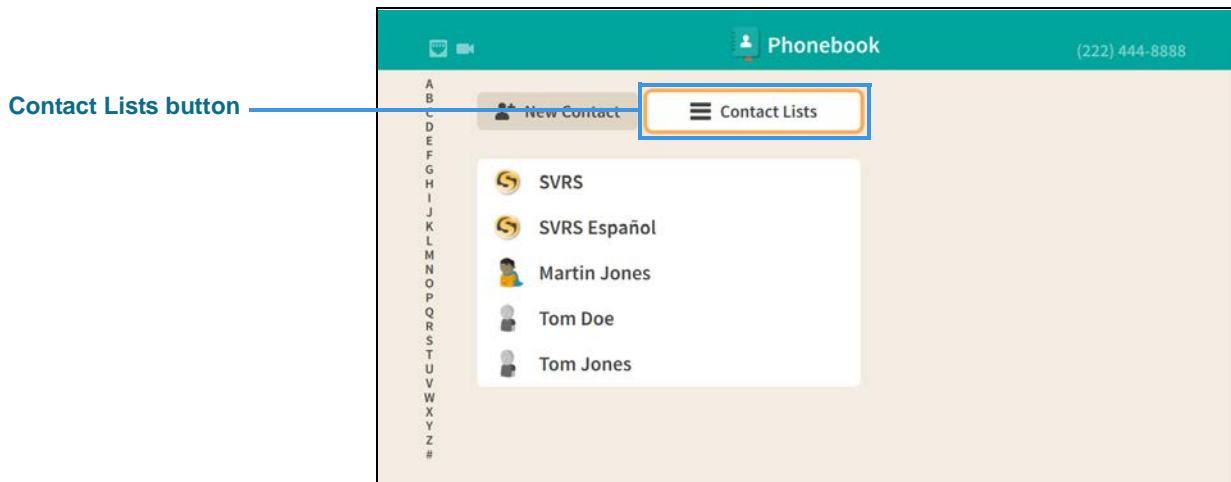 Phonebook
(222) 444-8888
Contact Lists button
New Contact
Contact Lists
A
B
C
D
E
F
G
H
I
J
K
L
M
N
O
P
Q
R
S
T
U
V
W
X
Y
Z
#
SVRS
SVRS Español
Martin Jones
Tom Doe
Tom Jones